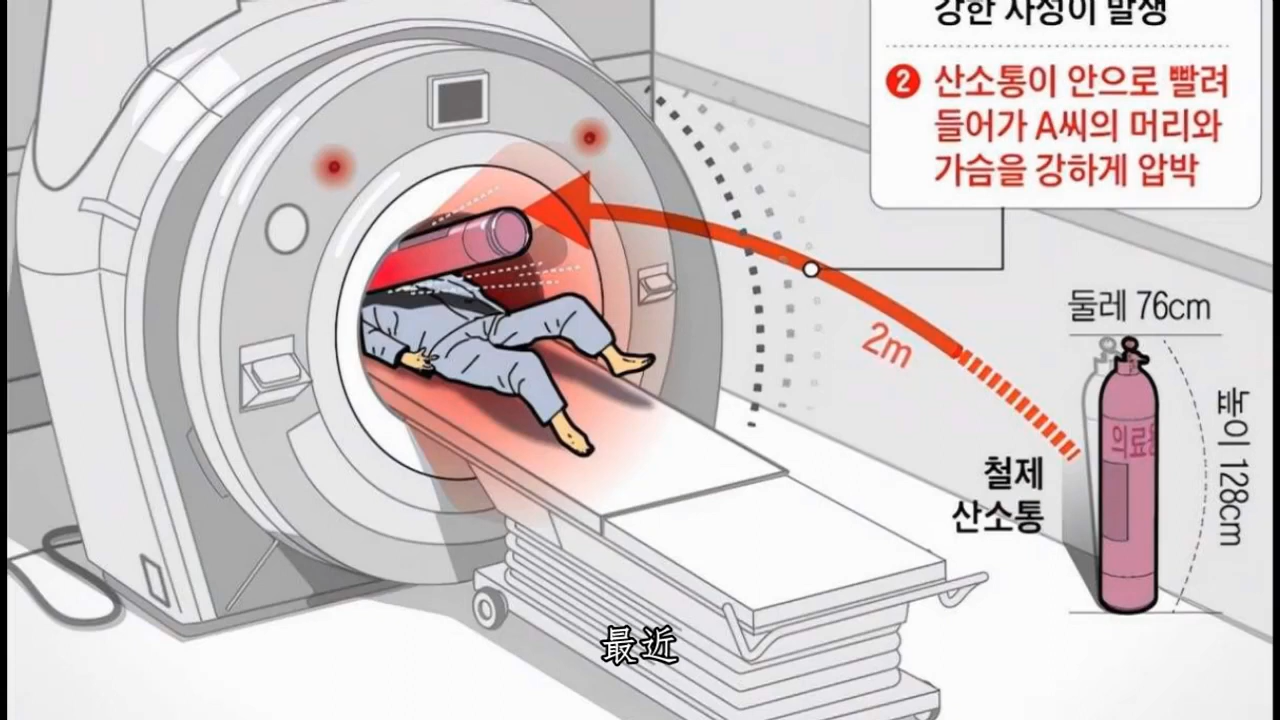 강한 자성이 발생
2 산소통이 안으로 빨려
들어가 A씨의 머리와
가슴을 강하게 압박
둘레 76cm
2m
높이 128cm
의료용
철제
산소통
最近